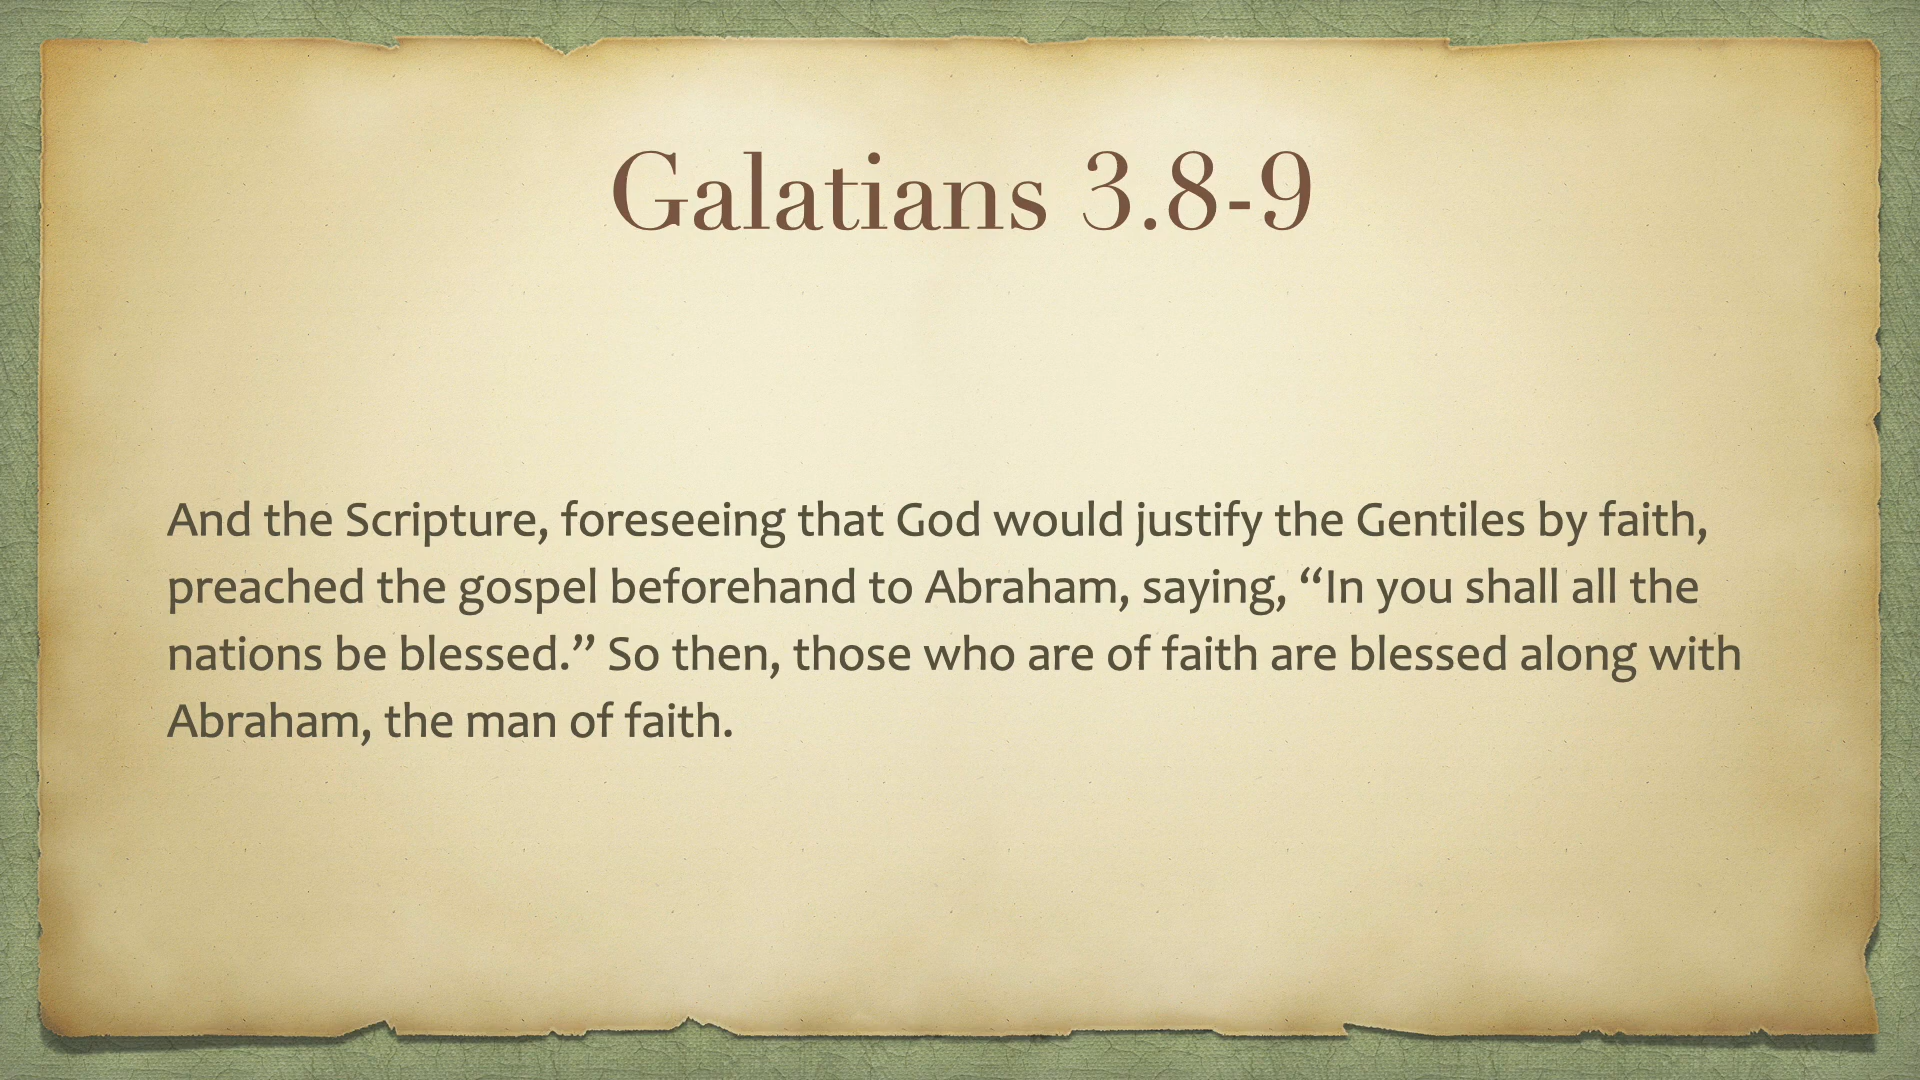 Galatians 3.8-9
And the Scripture, foreseeing that God would justify the Gentiles by faith,
preached the gospel beforehand to Abraham, saying, “In you shall all the
nations be blessed.” So then, those who are of faith are blessed along with
Abraham, the man of faith.